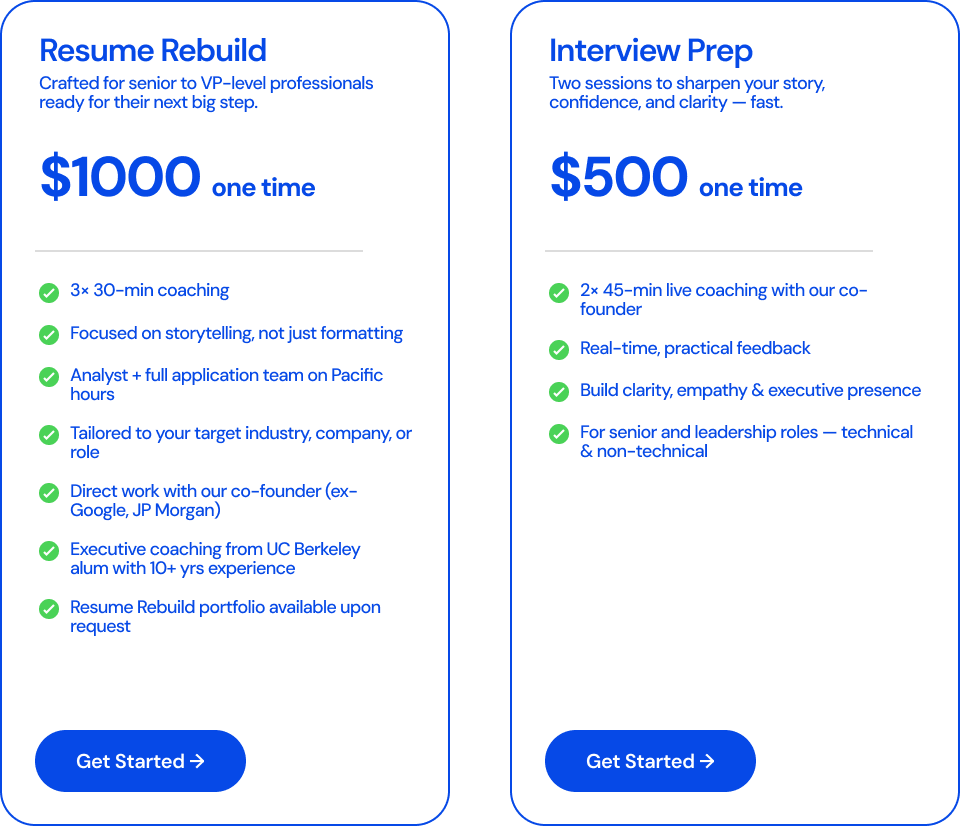 Resume Rebuild
Crafted for senior to VP-level professionals
ready for their next big step.
$1000 one time
3× 30-min coaching
Focused on storytelling, not just formatting
Analyst + full application team on Pacific
hours
Tailored to your target industry, company, or
role
Direct work with our co-founder (ex-
Google, JP Morgan)
Executive coaching from UC Berkeley
alum with 10+ yrs experience
Resume Rebuild portfolio available upon
request
Get Started →
Interview Prep
Two sessions to sharpen your story,
confidence, and clarity — fast.
$500 one time
2× 45-min live coaching with our co-
founder
Real-time, practical feedback
Build clarity, empathy & executive presence
For senior and leadership roles — technical
& non-technical
Get Started →